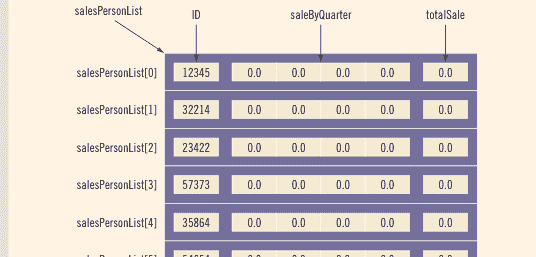 salesPersonList ID saleByQuarter totalSale
salesPersonList[0] 12345 0.0 0.0 0.0 0.0 0.0
salesPersonList[1] 32214 0.0 0.0 0.0 0.0 0.0
salesPersonList[2] 23422 0.0 0.0 0.0 0.0 0.0
salesPersonList[3] 57373 0.0 0.0 0.0 0.0 0.0
salesPersonList[4] 35864 0.0 0.0 0.0 0.0 0.0